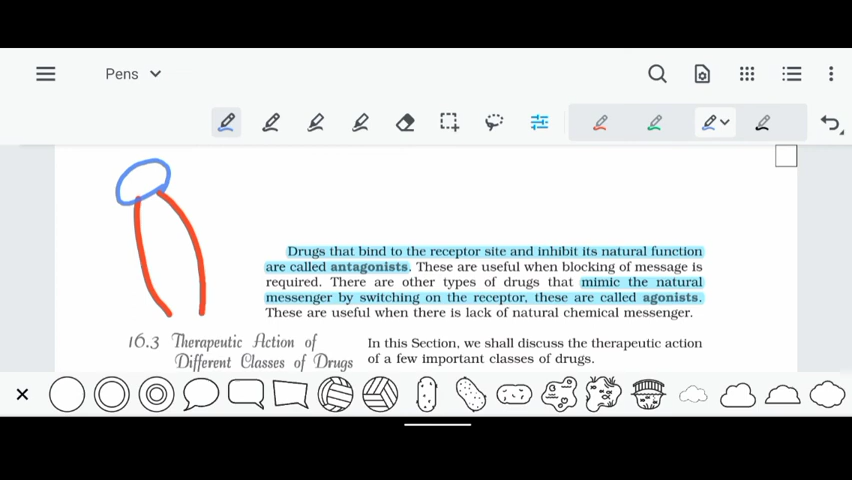 Pens
Drugs that bind to the receptor site and inhibit its natural function
are called antagonists. These are useful when blocking of message is
required. There are other types of drugs that mimic the natural
messenger by switching on the receptor, these are called agonists.
These are useful when there is lack of natural chemical messenger.
16.3 Therapeutic Action of
Different Classes of Drugs
In this Section, we shall discuss the therapeutic action
of a few important classes of drugs.